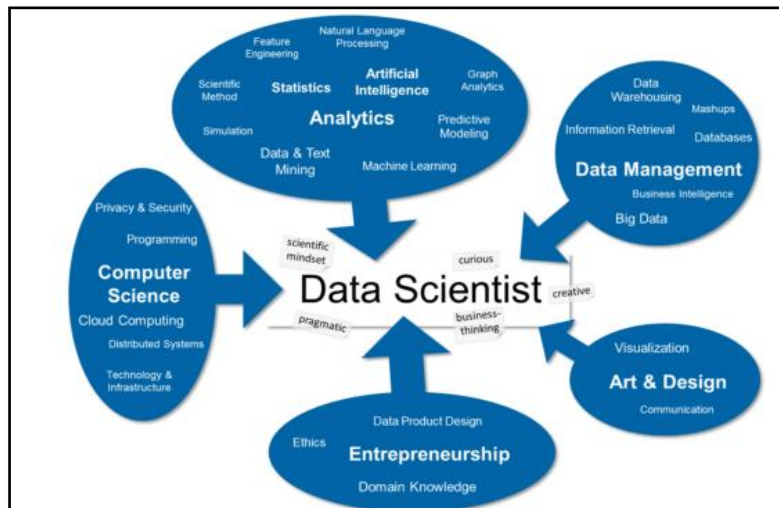 Natural Language
Processing
Feature
Engineering
Artificial
Intelligence
Graph
Analytics
Scientific
Method
Statistics
Analytics
Predictive
Modeling
Simulation
Data & Text
Mining
Machine Learning
Data
Warehousing
Mashups
Information Retrieval
Databases
Data Management
Business Intelligence
Big Data
Privacy & Security
Programming
Computer
Science
Cloud Computing
Distributed Systems
Technology &
Infrastructure
scientific
mindset
curious
Data Scientist
creative
pragmatic
business-
thinking
Visualization
Art & Design
Communication
Data Product Design
Ethics
Entrepreneurship
Domain Knowledge